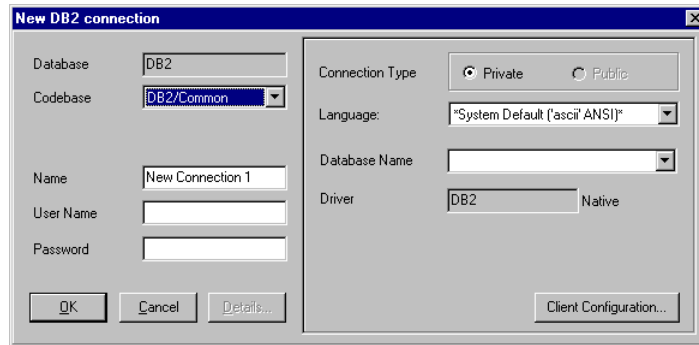 New DB2 connection
Database
DB2
Codebase
DB2/Common
Name
New Connection 1
User Name
Password
OK
Cancel
Details...
Connection Type
Private
Public
Language:
*System Default ('ascii' ANSI)*
Database Name
Driver
DB2
Native
Client Configuration...